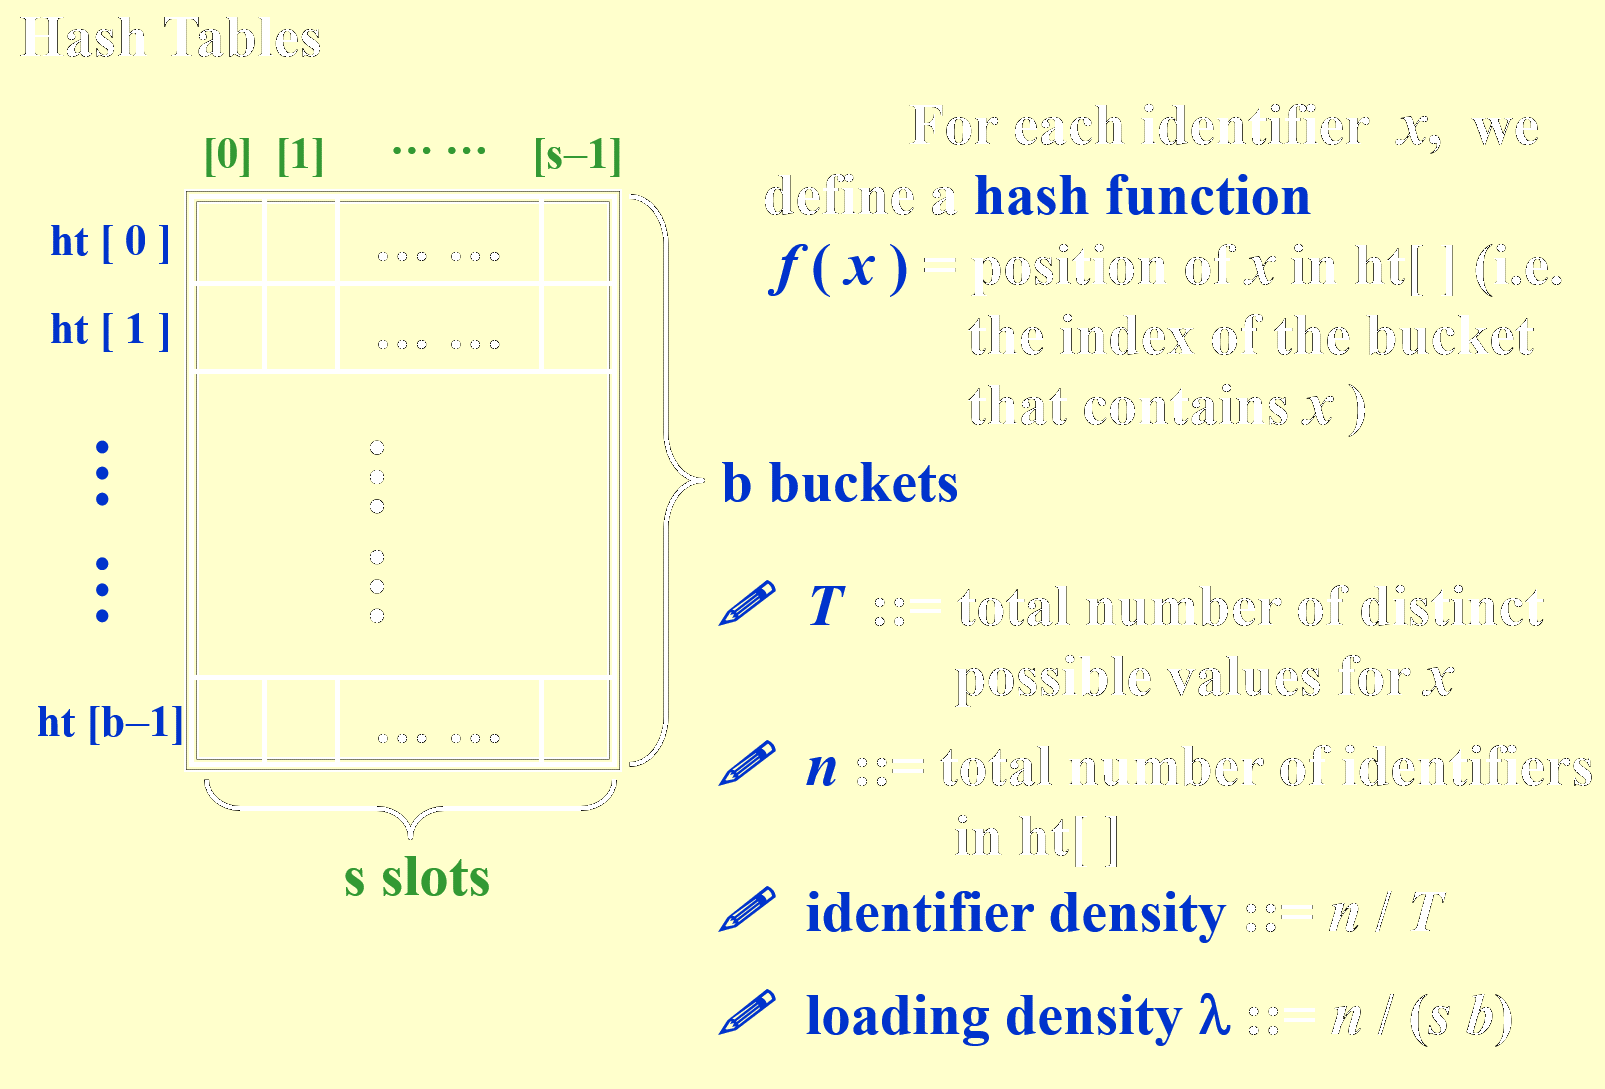 Hash Tables
[0] [1] ··· ··· [s–1]
ht [ 0 ] ... ...
ht [ 1 ] ... ...
ht [b–1] ... ...
s slots
For each identifier x, we
define a hash function
f ( x ) = position of x in ht[ ] (i.e.
the index of the bucket
that contains x )
b buckets
T ::= total number of distinct
possible values for x
n ::= total number of identifiers
in ht[ ]
identifier density ::= n / T
loading density λ ::= n / (s b)